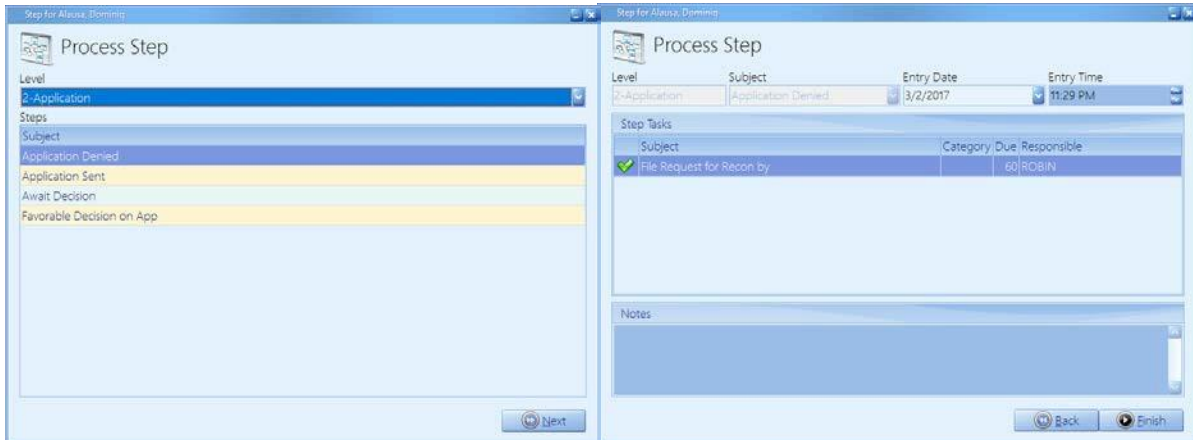 Step for Alausa, Dominiq
Process Step
Level
2-Application
Steps
Subject
Application Denied
Application Sent
Await Decision
Favorable Decision on App
Next
Step for Alausa, Dominiq
Process Step
Level Subject Entry Date Entry Time
2-Application Application Denied 3/2/2017 11:29 PM
Step Tasks
Subject Category Due Responsible
File Request for Recon by 60 ROBIN
Notes
Back Finish